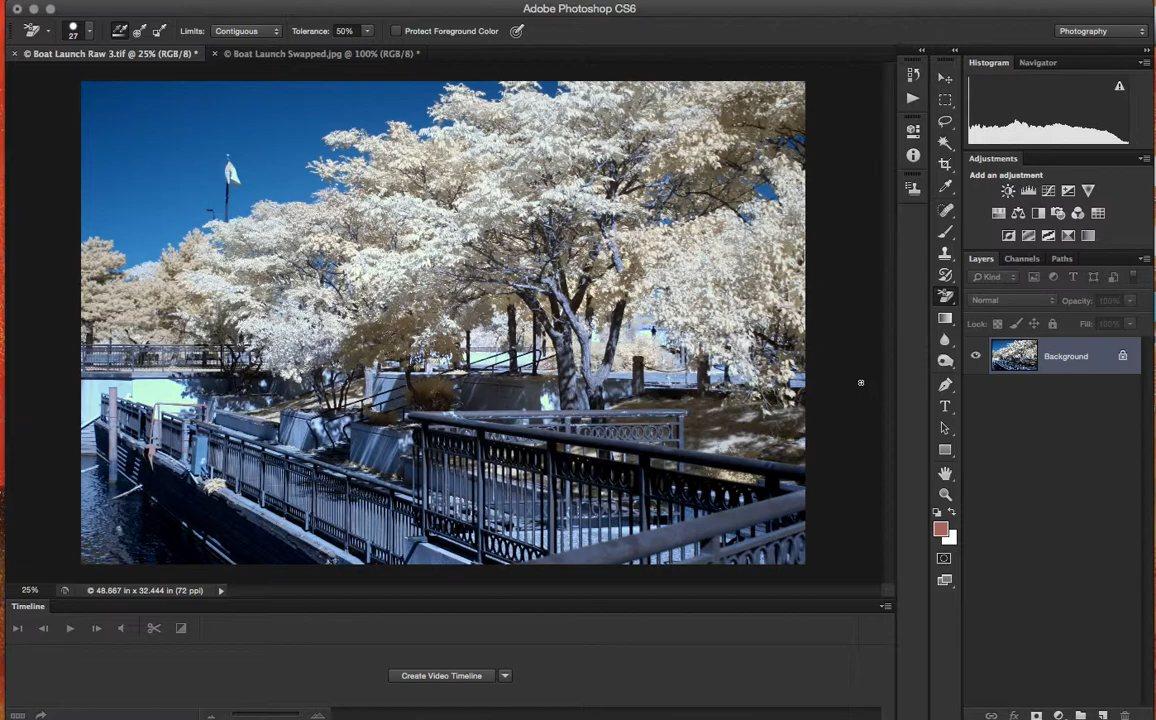 Adobe Photoshop CS6
27 Limits: Contiguous Tolerance: 50% Protect Foreground Color Photography
Boat Launch Raw 3.tif @ 25% (RGB/8) * Boat Launch Swapped.jpg @ 100% (RGB/8) *
Histogram Navigator
Adjustments
Add an adjustment
Layers Channels Paths
Kind
Normal Opacity: 100%
Lock: Fill: 100%
Background
25% 48.667 in x 32.444 in (72 ppi)
Timeline
Create Video Timeline